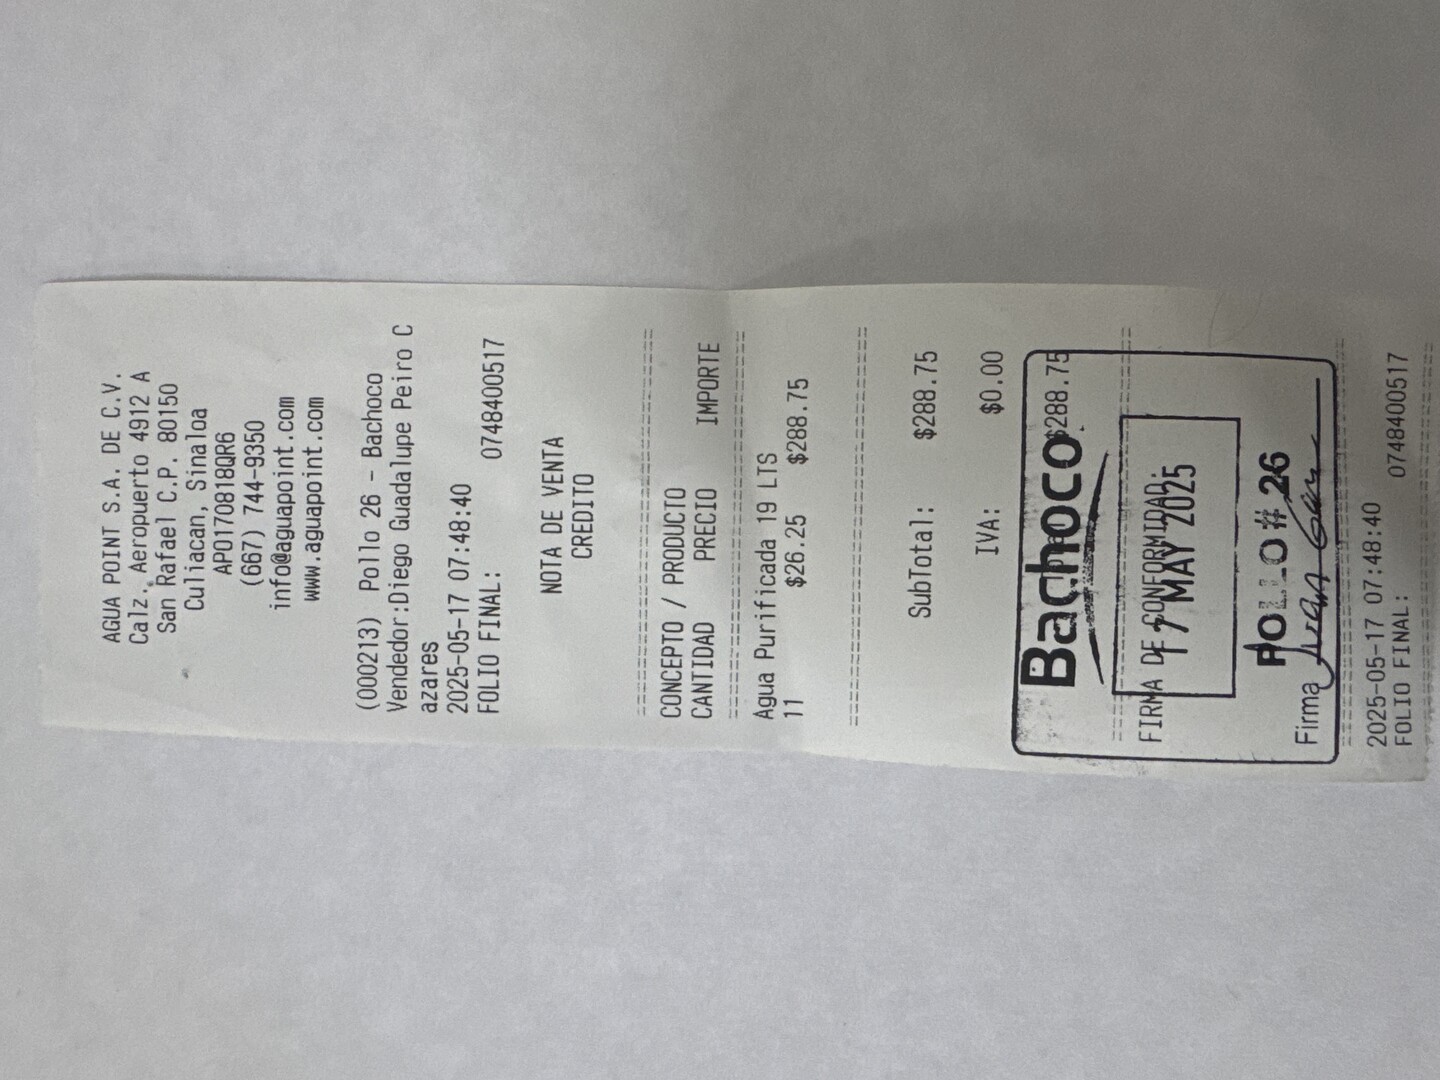 AGUA POINT S.A. DE C.V.
Calz. Aeropuerto 4912 A
San Rafael C.P. 80150
Culiacan, Sinaloa
APO170818QR6
(667) 744-9350
info@aguapoint.com
www.aguapoint.com
(000213) Pollo 26 - Bachoco
Vendedor:Diego Guadalupe Peiro C
azares
2025-05-17 07:48:40
FOLIO FINAL: 0748400517
NOTA DE VENTA
CREDITO
CONCEPTO / PRODUCTO
CANTIDAD PRECIO IMPORTE
Agua Purificada 19 LTS
11 $26.25 $288.75
SubTotal: $288.75
IVA: $0.00
Bachoco
$288.75
FIRMA DE CONFORMIDAD:
17 MAY 2025
POLLO # 26
Firma
2025-05-17 07:48:40
FOLIO FINAL: 0748400517